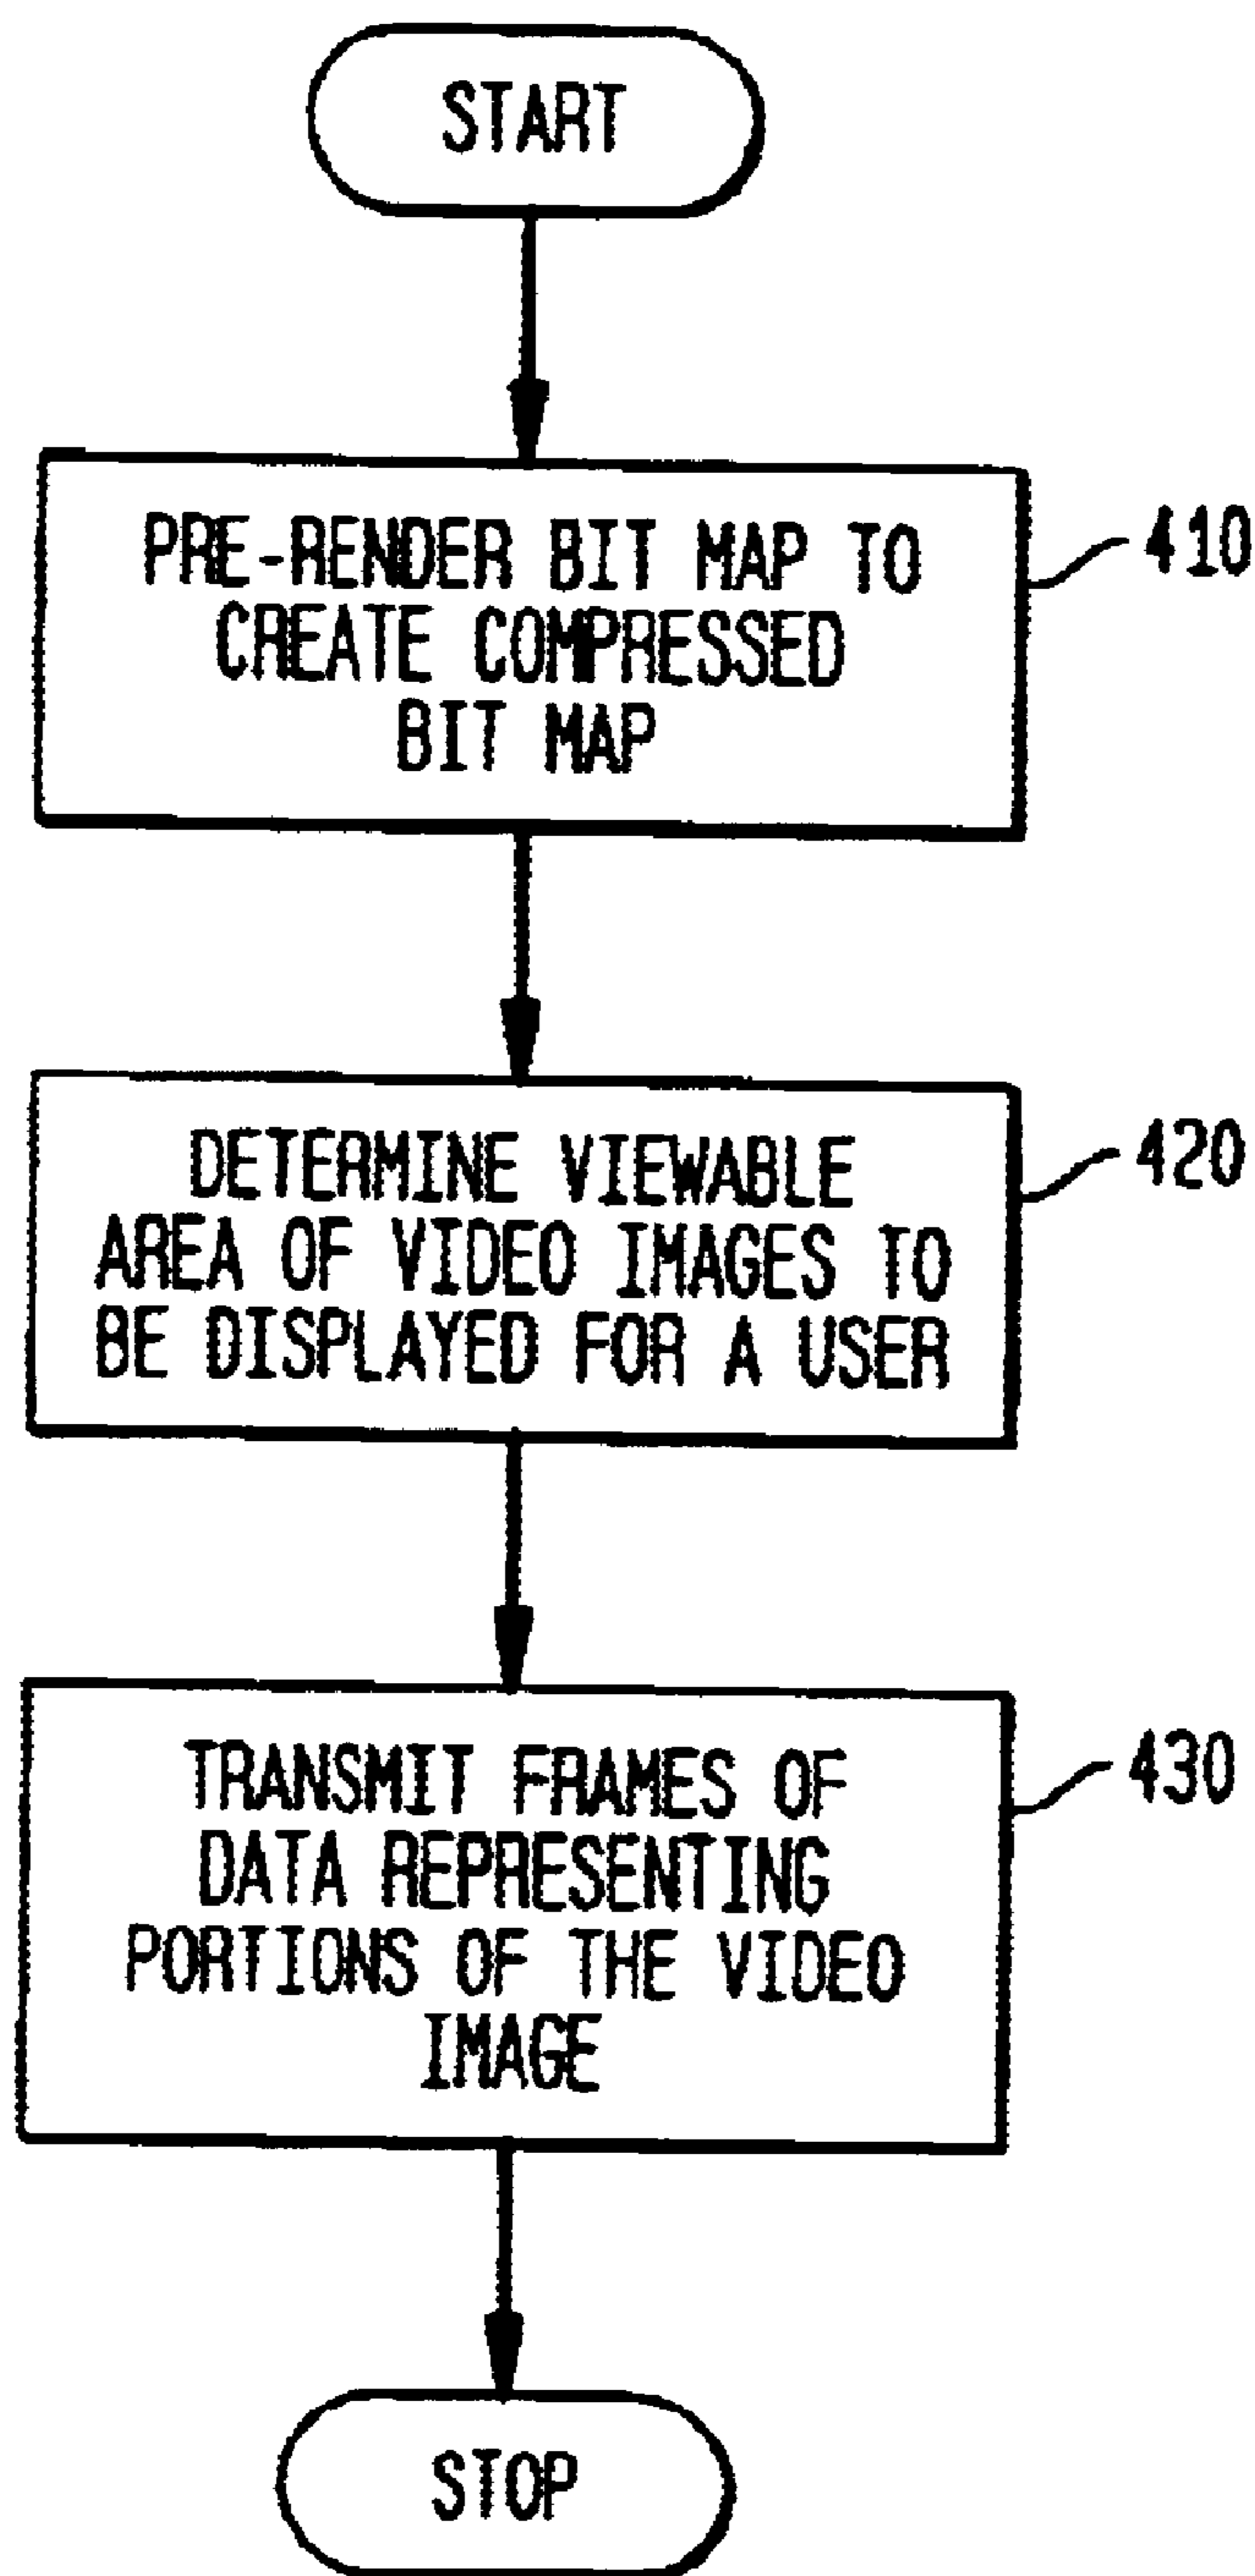 START
PRE-RENDER BIT MAP TO
CREATE COMPRESSED
BIT MAP
410
DETERMINE VIEWABLE
AREA OF VIDEO IMAGES TO
BE DISPLAYED FOR A USER
420
TRANSMIT FRAMES OF
DATA REPRESENTING
PORTIONS OF THE VIDEO
IMAGE
430
STOP